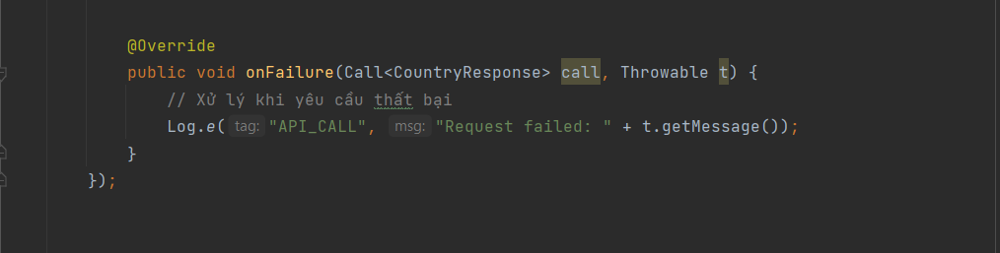 @Override
public void onFailure(Call<CountryResponse> call, Throwable t) {
// Xử lý khi yêu cầu thất bại
Log.e( tag: "API_CALL", msg: "Request failed: " + t.getMessage());
}
});